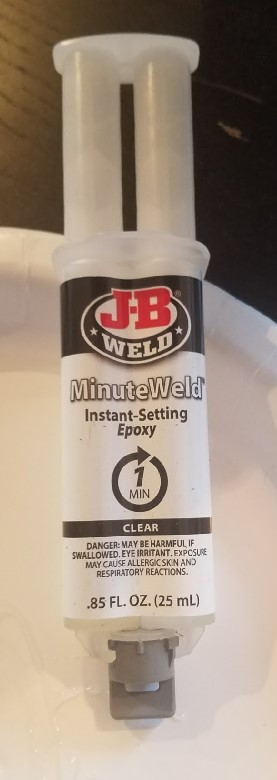 J-B®
WELD
MinuteWeld™
Instant-Setting
Epoxy
1
MIN
CLEAR
DANGER: MAY BE HARMFUL IF
SWALLOWED. EYE IRRITANT. EXPOSURE
MAY CAUSE ALLERGIC SKIN AND
RESPIRATORY REACTIONS.
.85 FL. OZ. (25 mL)